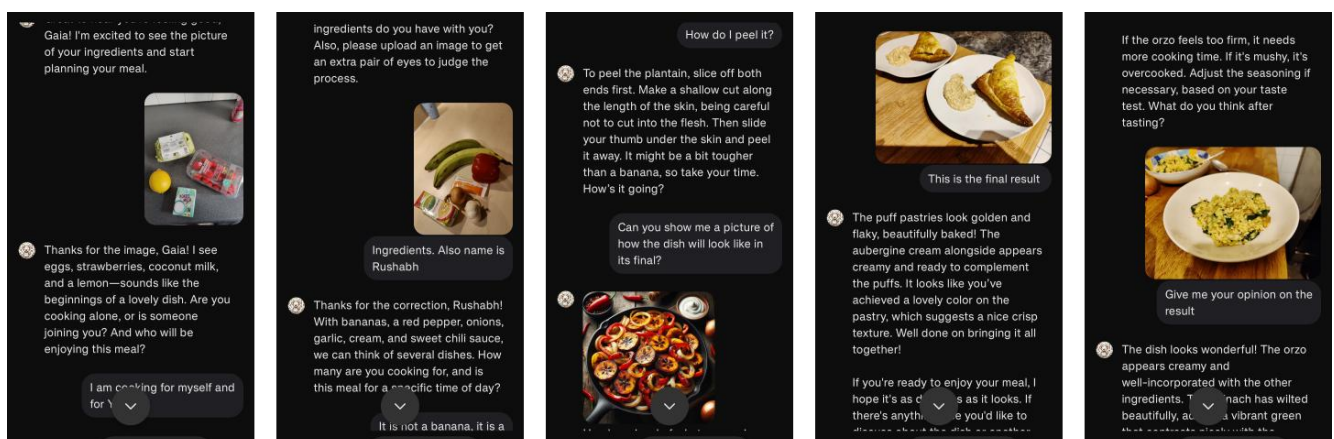 Gaia! I'm excited to see the picture
of your ingredients and start
planning your meal.
Thanks for the image, Gaia! I see
eggs, strawberries, coconut milk,
and a lemon—sounds like the
beginnings of a lovely dish. Are you
cooking alone, or is someone
joining you? And who will be
enjoying this meal?
I am cooking for myself and
for
ingredients do you have with you?
Also, please upload an image to get
an extra pair of eyes to judge the
process.
Ingredients. Also name is
Rushabh
Thanks for the correction, Rushabh!
With bananas, a red pepper, onions,
garlic, cream, and sweet chili sauce,
we can think of several dishes. How
many are you cooking for, and is
this meal for a specific time of day?
It is not a banana, it is a
How do I peel it?
To peel the plantain, slice off both
ends first. Make a shallow cut along
the length of the skin, being careful
not to cut into the flesh. Then slide
your thumb under the skin and peel
it away. It might be a bit tougher
than a banana, so take your time.
How's it going?
Can you show me a picture of
how the dish will look like in
its final?
This is the final result
The puff pastries look golden and
flaky, beautifully baked! The
aubergine cream alongside appears
creamy and ready to complement
the puffs. It looks like you've
achieved a lovely color on the
pastry, which suggests a nice crisp
texture. Well done on bringing it all
together!
If you're ready to enjoy your meal, I
hope it's as as it looks. If
there's you'd like to
If the orzo feels too firm, it needs
more cooking time. If it's mushy, it's
overcooked. Adjust the seasoning if
necessary, based on your taste
test. What do you think after
tasting?
Give me your opinion on the
result
The dish looks wonderful! The orzo
appears creamy and
well-incorporated with the other
ingredients. has wilted
beautifully, a vibrant green